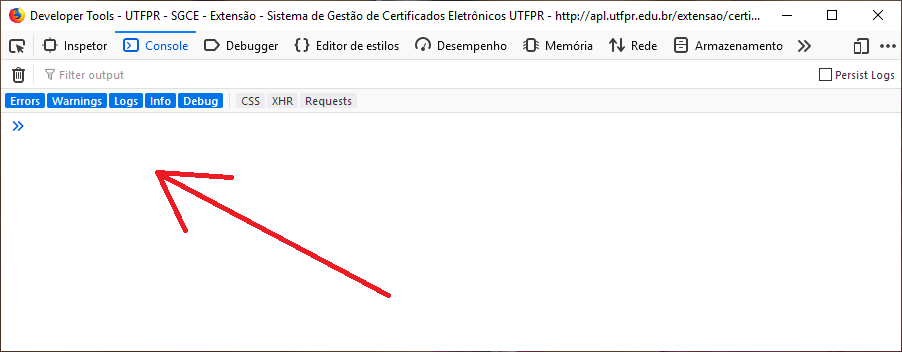 Developer Tools - UTFPR - SGCE - Extensão - Sistema de Gestão de Certificados Eletrônicos UTFPR - http://apl.utfpr.edu.br/extensao/certi...
Inspetor Console Debugger Editor de estilos Desempenho Memória Rede Armazenamento
Filter output Persist Logs
Errors Warnings Logs Info Debug CSS XHR Requests